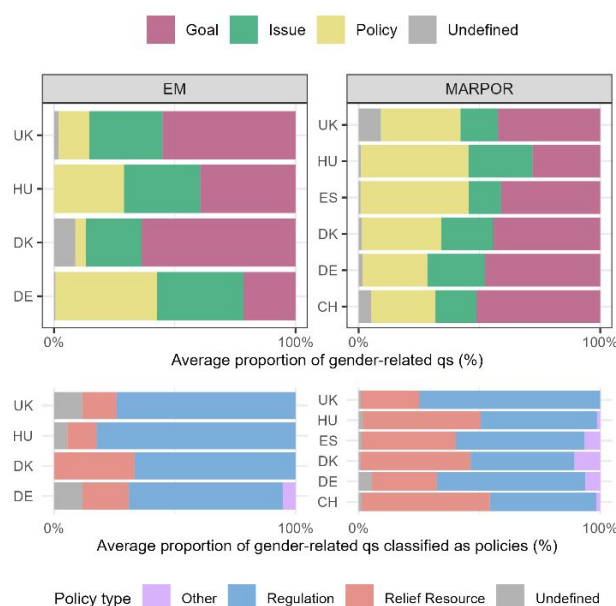 Goal Issue Policy Undefined
EM MARPOR
UK
HU
DK
DE
UK
HU
ES
DK
DE
CH
0% 100% 0% 100%
Average proportion of gender-related qs (%)
UK
HU
DK
DE
UK
HU
ES
DK
DE
CH
0% 100% 0% 100%
Average proportion of gender-related qs classified as policies (%)
Policy type Other Regulation Relief Resource Undefined